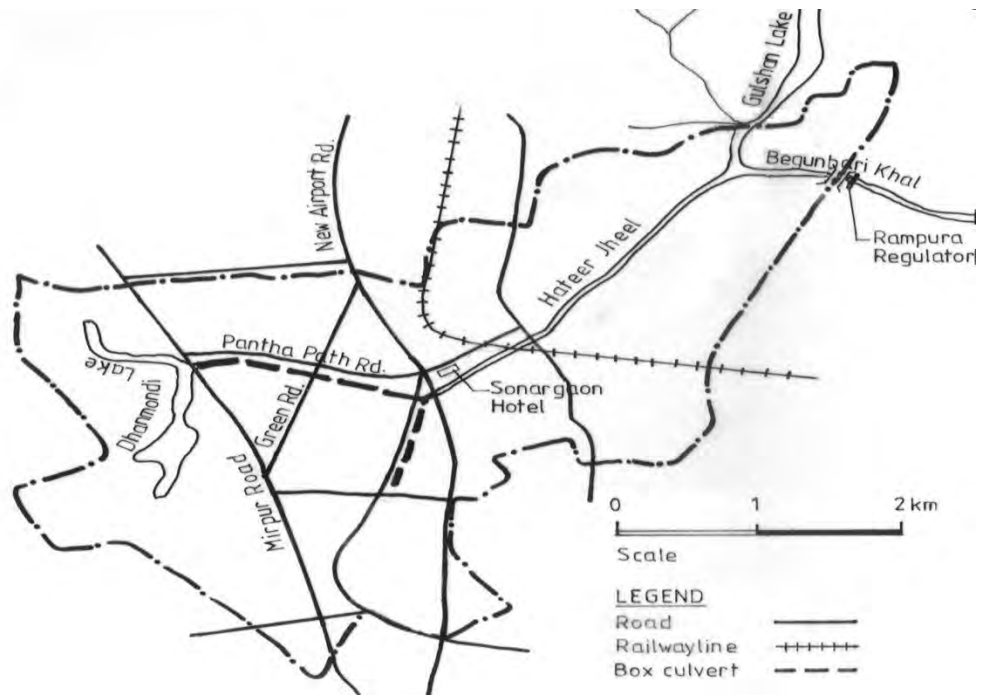 Gulshan Lake
New Airport Rd.
Begunbari Khal
Hateer Jheel
Rampura
Regulator
Pantha Path Rd.
Dhanmondi
Lake
Green Rd.
Sonargaon
Hotel
Mirpur Road
0 1 2 km
Scale
LEGEND
Road
Railwayline
Box culvert